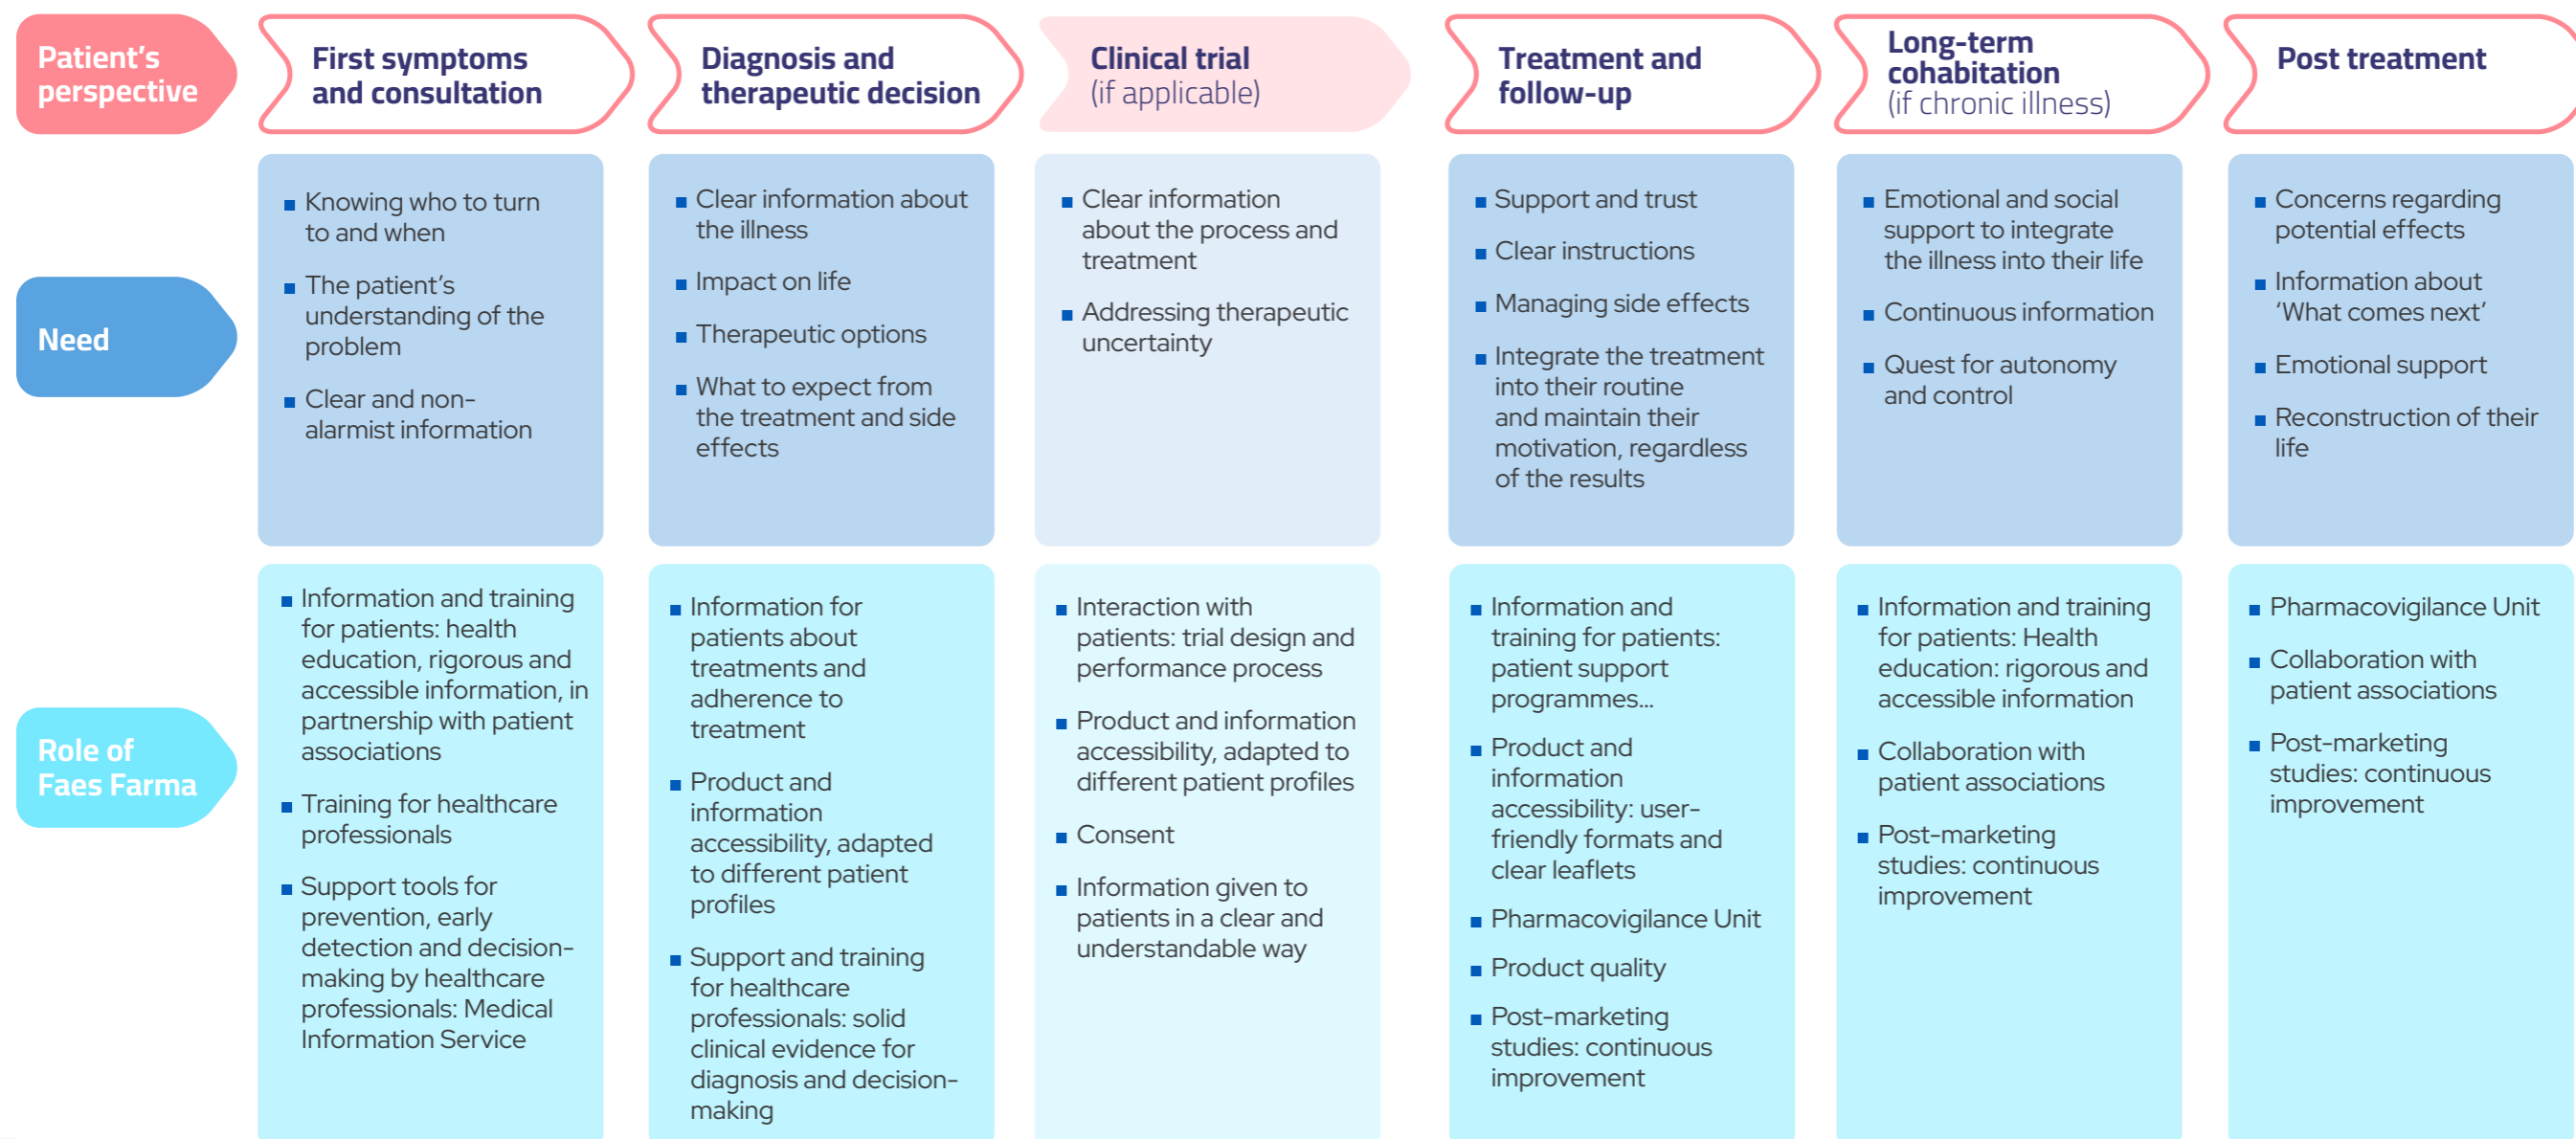 Patient's
perspective
First symptoms
and consultation
Diagnosis and
therapeutic decision
Clinical trial
(if applicable)
Treatment and
follow-up
Long-term
cohabitation
(if chronic illness)
Post treatment
Need
Knowing who to turn
to and when
The patient's
understanding of the
problem
Clear and non-
alarmist information
Clear information about
the illness
Impact on life
Therapeutic options
What to expect from
the treatment and side
effects
Clear information
about the process and
treatment
Addressing therapeutic
uncertainty
Support and trust
Clear instructions
Managing side effects
Integrate the treatment
into their routine
and maintain their
motivation, regardless
of the results
Emotional and social
support to integrate
the illness into their life
Continuous information
Quest for autonomy
and control
Concerns regarding
potential effects
Information about
‘What comes next’
Emotional support
Reconstruction of their
life
Role of
Faes Farma
Information and training
for patients: health
education, rigorous and
accessible information, in
partnership with patient
associations
Training for healthcare
professionals
Support tools for
prevention, early
detection and decision-
making by healthcare
professionals: Medical
Information Service
Information for
patients about
treatments and
adherence to
treatment
Product and
information
accessibility, adapted
to different patient
profiles
Support and training
for healthcare
professionals: solid
clinical evidence for
diagnosis and decision-
making
Interaction with
patients: trial design and
performance process
Product and information
accessibility, adapted to
different patient profiles
Consent
Information given to
patients in a clear and
understandable way
Information and
training for patients:
patient support
programmes...
Product and
information
accessibility: user-
friendly formats and
clear leaflets
Pharmacovigilance Unit
Product quality
Post-marketing
studies: continuous
improvement
Information and training
for patients: Health
education: rigorous and
accessible information
Collaboration with
patient associations
Post-marketing
studies: continuous
improvement
Pharmacovigilance Unit
Collaboration with
patient associations
Post-marketing
studies: continuous
improvement